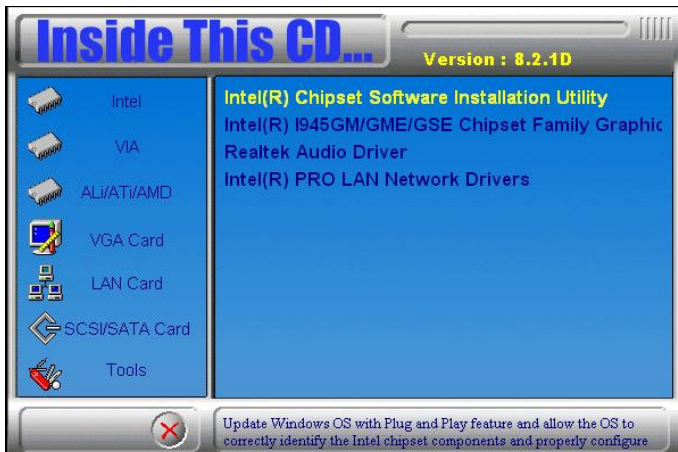 Inside This CD...
Version : 8.2.1D
Intel
VIA
ALi/ATi/AMD
VGA Card
LAN Card
SCSI/SATA Card
Tools
Intel(R) Chipset Software Installation Utility
Intel(R) I945GM/GME/GSE Chipset Family Graphic
Realtek Audio Driver
Intel(R) PRO LAN Network Drivers
Update Windows OS with Plug and Play feature and allow the OS to
correctly identify the Intel chipset components and properly configure